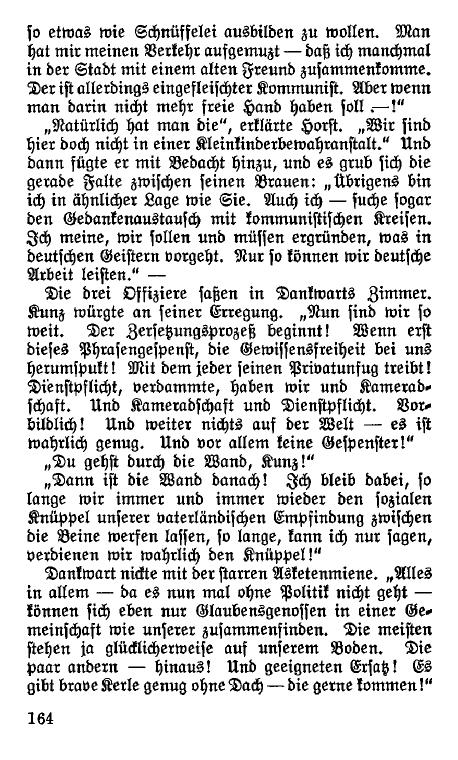 so etwas wie Schnüffelei ausbilden zu wollen. Man
hat mir meinen Verkehr aufgemuzt — daß ich manchmal
in der Stadt mit einem alten Freund zusammenkomme.
Der ist allerdings eingefleischter Kommunist. Aber wenn
man darin nicht mehr freie Hand haben soll .—!"
„Natürlich hat man die", erklärte Horst. „Wir sind
hier doch nicht in einer Kleinkinderbewahranstalt." Und
dann fügte er mit Bedacht hinzu, und es grub sich die
gerade Falte zwischen seinen Brauen: „Übrigens bin
ich in ähnlicher Lage wie Sie. Auch ich — suche sogar
den Gedankenaustausch mit kommunistischen Kreisen.
Ich meine, wir sollen und müssen ergründen, was in
deutschen Geistern vorgeht. Nur so können wir deutsche
Arbeit leisten." —
Die drei Offiziere saßen in Dankwarts Zimmer.
Kunz würgte an seiner Erregung. „Nun sind wir so
weit. Der Zersetzungsprozeß beginnt! Wenn erst
dieses Phrasengespenst, die Gewissensfreiheit bei uns
herumspukt! Mit dem jeder seinen Privatunfug treibt!
Dienstpflicht, verdammte, haben wir und Kamerad-
schaft. Und Kameradschaft und Dienstpflicht. Vor-
bildlich! Und weiter nichts auf der Welt — es ist
wahrlich genug. Und vor allem keine Gespenster!"
„Du gehst durch die Wand, Kunz!"
„Dann ist die Wand danach! Ich bleib dabei, so
lange wir immer und immer wieder den sozialen
Knüppel unserer vaterländischen Empfindung zwischen
die Beine werfen lassen, so lange, kann ich nur sagen,
verdienen wir wahrlich den Knüppel!"
Dankwart nickte mit der starren Asketenmiene. „Alles
in allem — da es nun mal ohne Politik nicht geht —
können sich eben nur Glaubensgenossen in einer Ge-
meinschaft wie unserer zusammenfinden. Die meisten
stehen ja glücklicherweise auf unserem Boden. Die
paar andern — hinaus! Und geeigneten Ersatz! Es
gibt brave Kerle genug ohne Dach — die gerne kommen!"
164